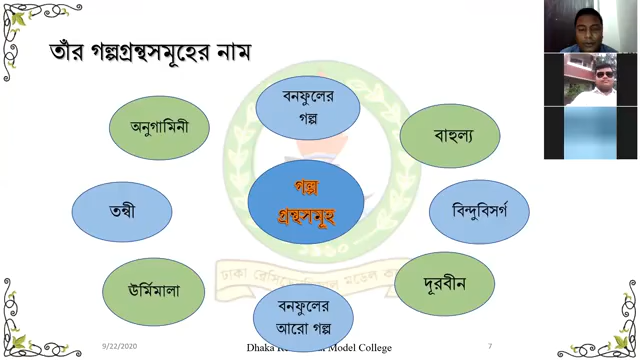 তাঁর গল্পগ্রন্থসমূহের নাম
বনফুলের
গল্প
অনুগামিনী
বাহুল্য
গল্প
গ্রন্থসমূহ
তন্বী
বিন্দুবিসর্গ
ঊর্মিমালা
দূরবীন
বনফুলের
আরো গল্প
9/22/2020
Dhaka Model College
7